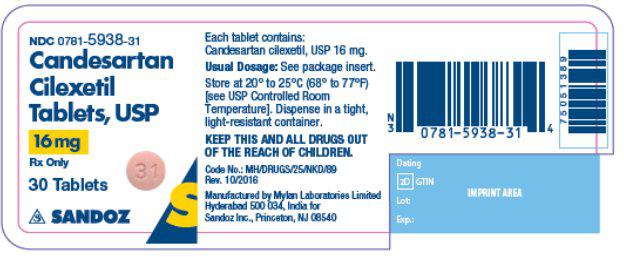 NDC 0781-5938-31
Candesartan
Cilexetil
Tablets, USP
16 mg
Rx Only
30 Tablets
31
SANDOZ
S
Each tablet contains:
Candesartan cilexetil, USP 16 mg.
Usual Dosage: See package insert.
Store at 20° to 25°C (68° to 77°F)
[see USP Controlled Room
Temperature]. Dispense in a tight,
light-resistant container.
KEEP THIS AND ALL DRUGS OUT
OF THE REACH OF CHILDREN.
Code No.: MH/DRUGS/25/NKD/89
Rev. 10/2016
Manufactured by Mylan Laboratories Limited
Hyderabad 500 034, India for
Sandoz Inc., Princeton, NJ 08540
N
3
0781-5938-31
4
75051389
Dating
2D GTIN
Lot:
Exp.:
IMPRINT AREA